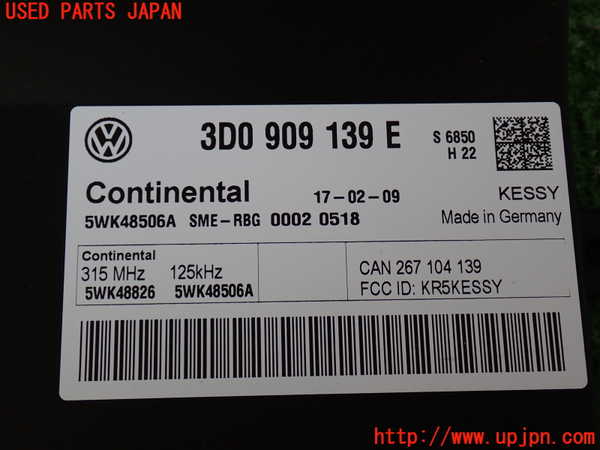 USED PARTS JAPAN
VW 3D0 909 139 E S 6850
H 22
Continental 17-02-09 KESSY
5WK48506A SME-RBG 0002 0518 Made in Germany
Continental
315 MHz 125kHz CAN 267 104 139
5WK48826 5WK48506A FCC ID: KR5KESSY
UPJ http://www.upjpn.com/